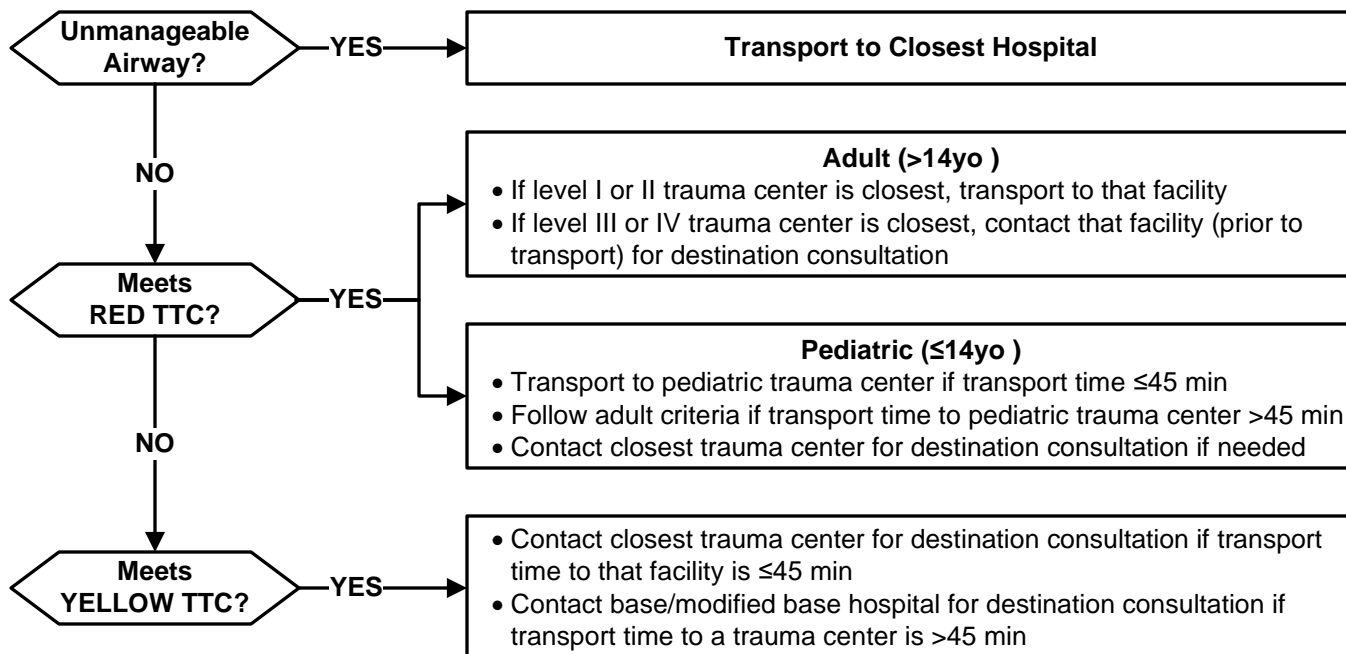 Unmanageable
Airway?
YES
Transport to Closest Hospital
NO
Adult (>14yo )
• If level I or II trauma center is closest, transport to that facility
• If level III or IV trauma center is closest, contact that facility (prior to
transport) for destination consultation
Meets
RED TTC?
YES
Pediatric (≤14yo )
• Transport to pediatric trauma center if transport time ≤45 min
• Follow adult criteria if transport time to pediatric trauma center >45 min
• Contact closest trauma center for destination consultation if needed
NO
Meets
YELLOW TTC?
YES
• Contact closest trauma center for destination consultation if transport
time to that facility is ≤45 min
• Contact base/modified base hospital for destination consultation if
transport time to a trauma center is >45 min